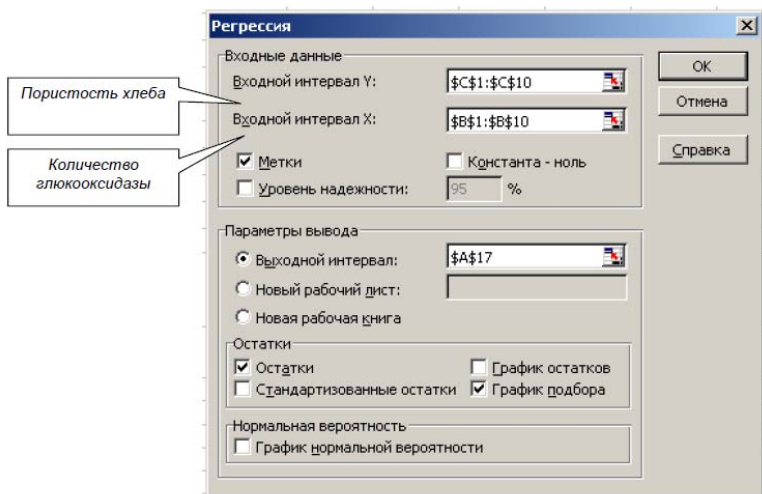 Регрессия
Входные данные
Входной интервал Y:
$C$1:$C$10
Входной интервал X:
$B$1:$B$10
Метки
Константа - ноль
Уровень надежности:
95
%
OK
Отмена
Справка
Пористость хлеба
Количество
глюкооксидазы
Параметры вывода
Выходной интервал:
$A$17
Новый рабочий лист:
Новая рабочая книга
Остатки
Остатки
График остатков
Стандартизованные остатки
График подбора
Нормальная вероятность
График нормальной вероятности